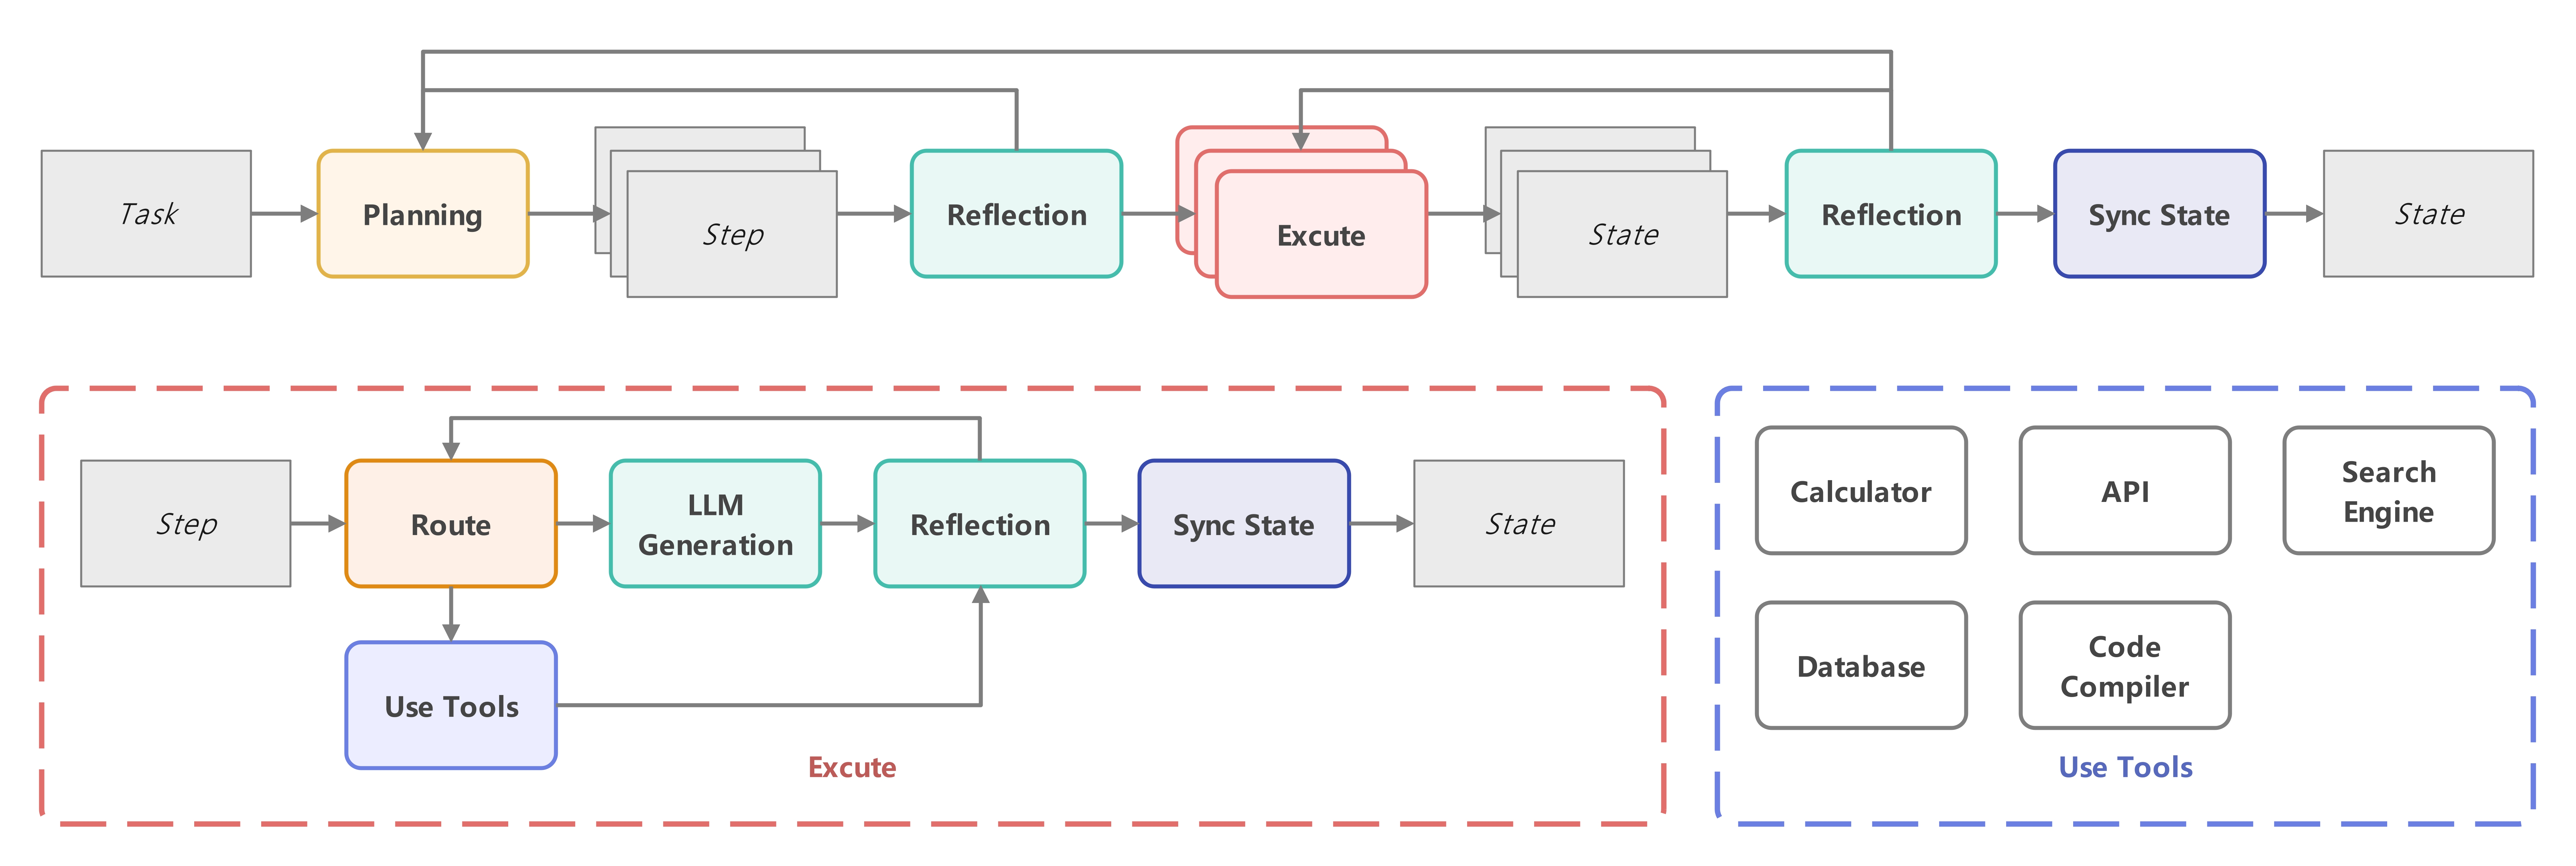 Task
Planning
Step
Reflection
Excute
State
Reflection
Sync State
State
Step
Route
LLM
Generation
Reflection
Sync State
State
Use Tools
Excute
Calculator
API
Search
Engine
Database
Code
Compiler
Use Tools